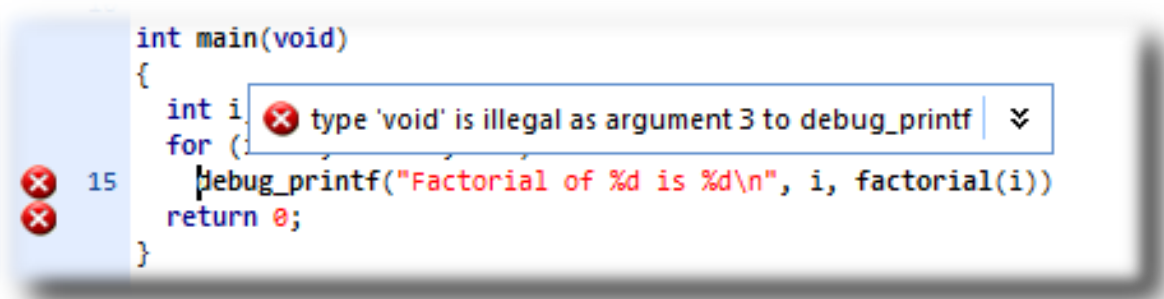 int main(void)
{
int i
type 'void' is illegal as argument 3 to debug_printf
for (
15 debug_printf("Factorial of %d is %d\n", i, factorial(i))
return 0;
}